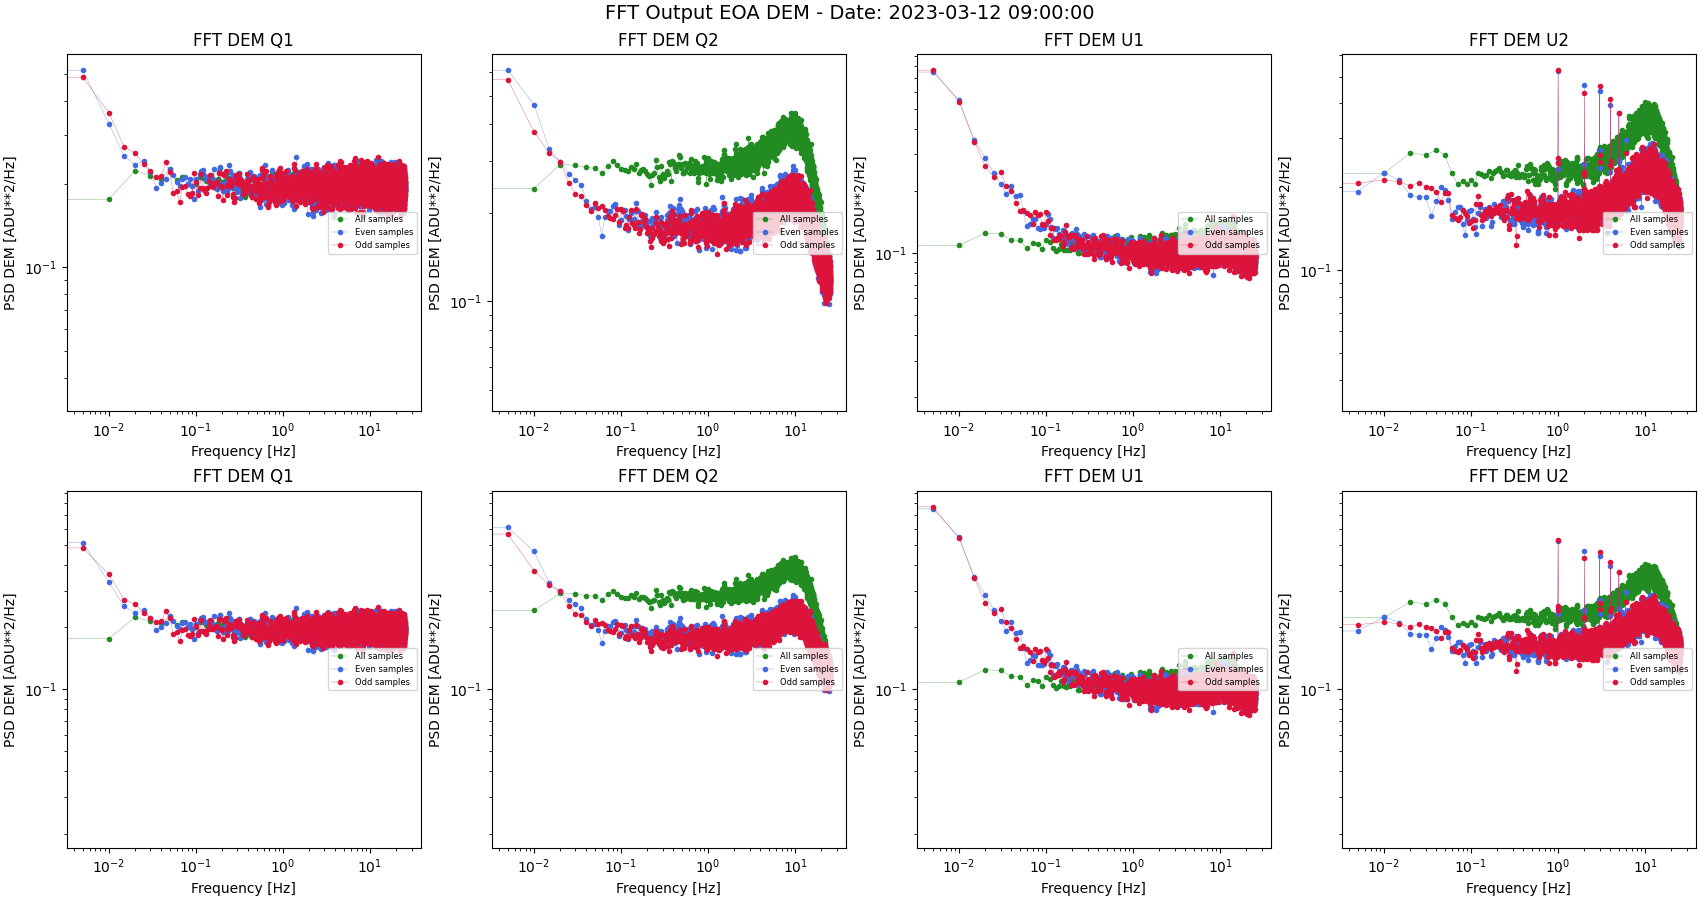 FFT Output EOA DEM - Date: 2023-03-12 09:00:00
FFT DEM Q1
PSD DEM [ADU**2/Hz]
10⁻¹
All samples
Even samples
Odd samples
10⁻² 10⁻¹ 10⁰ 10¹
Frequency [Hz]
FFT DEM Q2
PSD DEM [ADU**2/Hz]
10⁻¹
All samples
Even samples
Odd samples
10⁻² 10⁻¹ 10⁰ 10¹
Frequency [Hz]
FFT DEM U1
PSD DEM [ADU**2/Hz]
10⁻¹
All samples
Even samples
Odd samples
10⁻² 10⁻¹ 10⁰ 10¹
Frequency [Hz]
FFT DEM U2
PSD DEM [ADU**2/Hz]
10⁻¹
All samples
Even samples
Odd samples
10⁻² 10⁻¹ 10⁰ 10¹
Frequency [Hz]
FFT DEM Q1
PSD DEM [ADU**2/Hz]
10⁻¹
All samples
Even samples
Odd samples
10⁻² 10⁻¹ 10⁰ 10¹
Frequency [Hz]
FFT DEM Q2
PSD DEM [ADU**2/Hz]
10⁻¹
All samples
Even samples
Odd samples
10⁻² 10⁻¹ 10⁰ 10¹
Frequency [Hz]
FFT DEM U1
PSD DEM [ADU**2/Hz]
10⁻¹
All samples
Even samples
Odd samples
10⁻² 10⁻¹ 10⁰ 10¹
Frequency [Hz]
FFT DEM U2
PSD DEM [ADU**2/Hz]
10⁻¹
All samples
Even samples
Odd samples
10⁻² 10⁻¹ 10⁰ 10¹
Frequency [Hz]